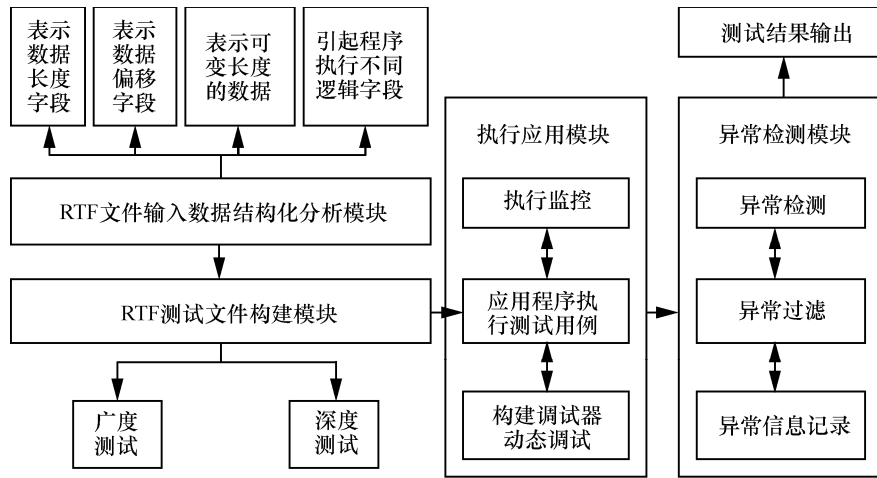 表示
数据
长度
字段
表示
数据
偏移
字段
表示可
变长度
的数据
引起程序
执行不同
逻辑字段
测试结果输出
RTF文件输入数据结构化分析模块
RTF测试文件构建模块
广度
测试
深度
测试
执行应用模块
执行监控
应用程序执
行测试用例
构建调试器
动态调试
异常检测模块
异常检测
异常过滤
异常信息记录